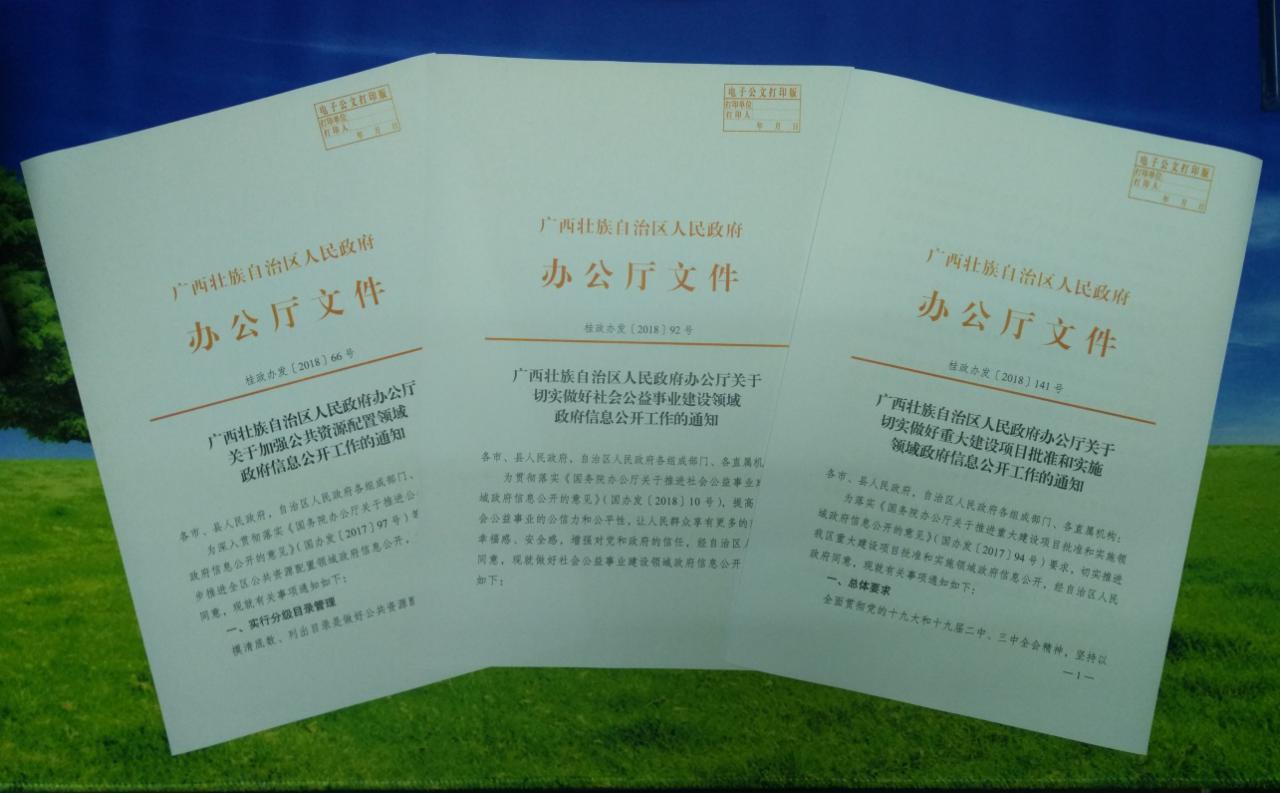 电子公文打印版
打印单位
打印人
年 月 日
广西壮族自治区人民政府
办公厅文件
桂政办发〔2018〕66号
广西壮族自治区人民政府办公厅
关于加强公共资源配置领域
政府信息公开工作的通知
各市、县人民政府，自治区人民政府各组成部门、
为深入贯彻落实《国务院办公厅关于推进公
政府信息公开的意见》（国办发〔2017〕97号）
步推进全区公共资源配置领域政府信息公开，
同意，现就有关事项通知如下：
一、实行分级目录管理
摸清底数、列出目录是做好公共资源
电子公文打印版
打印单位
打印人
年 月 日
广西壮族自治区人民政府
办公厅文件
桂政办发〔2018〕92号
广西壮族自治区人民政府办公厅关于
切实做好社会公益事业建设领域
政府信息公开工作的通知
各市、县人民政府，自治区人民政府各组成部门、各直属机
为贯彻落实《国务院办公厅关于推进社会公益事业
域政府信息公开的意见》（国办发〔2018〕10号），提高
会公益事业的公信力和公平性，让人民群众享有更多的
幸福感、安全感，增强对党和政府的信任，经自治区人
同意，现就做好社会公益事业建设领域政府信息公开
如下：
电子公文打印版
打印单位
打印人
年 月 日
广西壮族自治区人民政府
办公厅文件
桂政办发〔2018〕141号
广西壮族自治区人民政府办公厅关于
切实做好重大建设项目批准和实施
领域政府信息公开工作的通知
各市、县人民政府，自治区人民政府各组成部门、各直属机构：
为落实《国务院办公厅关于推进重大建设项目批准和实施领
域政府信息公开的意见》（国办发〔2017〕94号）要求，切实推进
我区重大建设项目批准和实施领域政府信息公开，经自治区人民
政府同意，现就有关事项通知如下：
一、总体要求
全面贯彻党的十九大和十九届二中、三中全会精神，坚持以
—1—